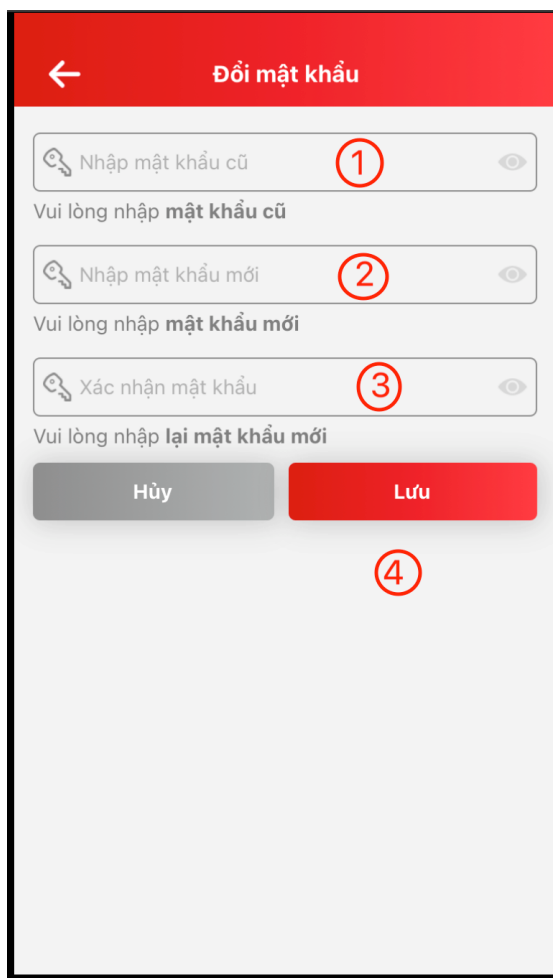 Đổi mật khẩu
Nhập mật khẩu cũ 1
Vui lòng nhập mật khẩu cũ
Nhập mật khẩu mới 2
Vui lòng nhập mật khẩu mới
Xác nhận mật khẩu 3
Vui lòng nhập lại mật khẩu mới
Hủy Lưu
4